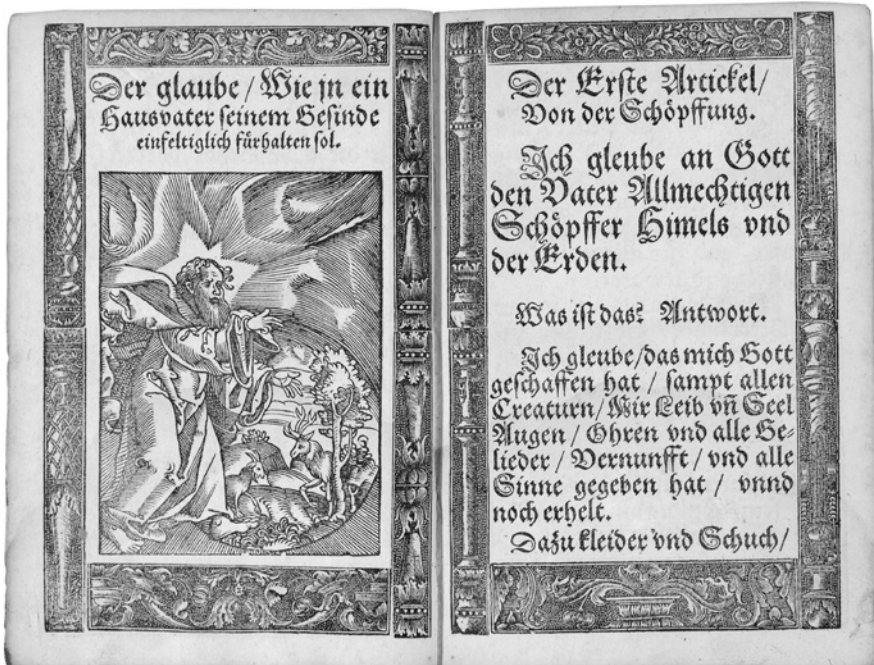 Der glaube / Wie jn ein
Hausvater seinem Gesinde
einfeltiglich fürhalten sol.
Der Erste Artickel /
Von der Schöpffung.
Ich gleube an Gott
den Vater Allmechtigen
Schöpffer Himels vnd
der Erden.
Was ist das? Antwort.
Ich gleube / das mich Gott
geschaffen hat / sampt allen
Creaturn / Mir Leib vñ Seel
Augen / Ohren vnd alle Ge-
lieder / Vernunfft / vnd alle
Sinne gegeben hat / vnnd
noch erhelt.
Dazu kleider vnd Schuch /